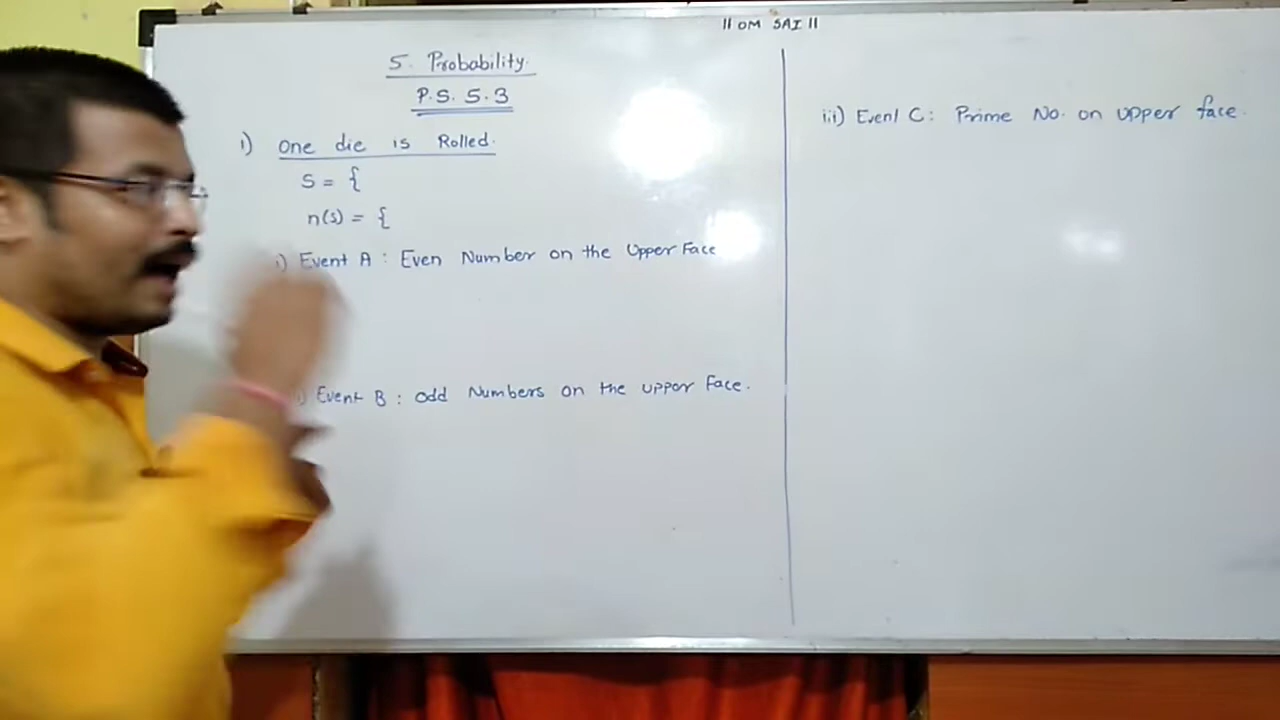 || OM SAI ||
5. Probability.
P.S. 5.3
1) One die is Rolled.
S = {
n(s) = {
i) Event A : Even Number on the Upper Face
) Event B : odd Numbers on the upper Face.
iii) Event C : Prime No. on upper face.